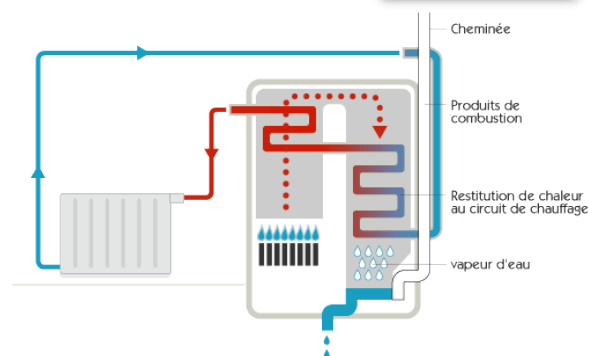 Cheminée
Produits de
combustion
Restitution de chaleur
au circuit de chauffage
vapeur d'eau